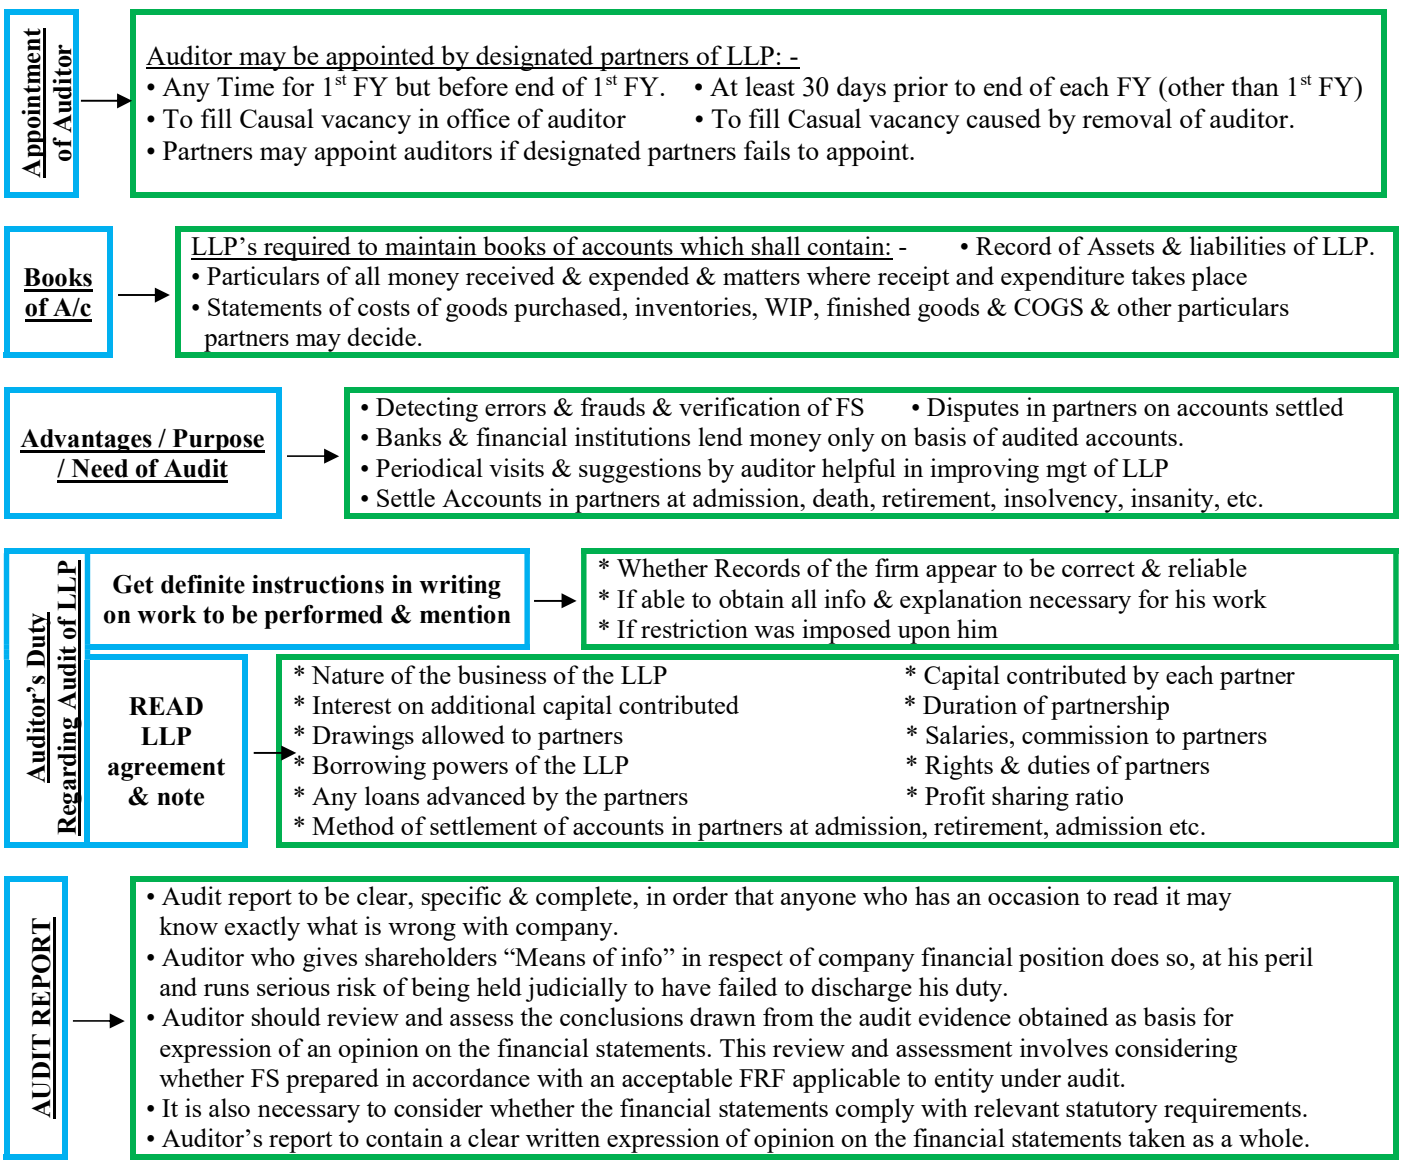 Appointment
of Auditor
Auditor may be appointed by designated partners of LLP: -
• Any Time for 1st FY but before end of 1st FY. • At least 30 days prior to end of each FY (other than 1st FY)
• To fill Causal vacancy in office of auditor • To fill Casual vacancy caused by removal of auditor.
• Partners may appoint auditors if designated partners fails to appoint.
Books
of A/c
LLP's required to maintain books of accounts which shall contain: - • Record of Assets & liabilities of LLP.
• Particulars of all money received & expended & matters where receipt and expenditure takes place
• Statements of costs of goods purchased, inventories, WIP, finished goods & COGS & other particulars
partners may decide.
Advantages / Purpose
/ Need of Audit
• Detecting errors & frauds & verification of FS • Disputes in partners on accounts settled
• Banks & financial institutions lend money only on basis of audited accounts.
• Periodical visits & suggestions by auditor helpful in improving mgt of LLP
• Settle Accounts in partners at admission, death, retirement, insolvency, insanity, etc.
Auditor's Duty
Regarding Audit of LLP
Get definite instructions in writing
on work to be performed & mention
* Whether Records of the firm appear to be correct & reliable
* If able to obtain all info & explanation necessary for his work
* If restriction was imposed upon him
READ
LLP
agreement
& note
* Nature of the business of the LLP * Capital contributed by each partner
* Interest on additional capital contributed * Duration of partnership
* Drawings allowed to partners * Salaries, commission to partners
* Borrowing powers of the LLP * Rights & duties of partners
* Any loans advanced by the partners * Profit sharing ratio
* Method of settlement of accounts in partners at admission, retirement, admission etc.
AUDIT REPORT
• Audit report to be clear, specific & complete, in order that anyone who has an occasion to read it may
know exactly what is wrong with company.
• Auditor who gives shareholders “Means of info” in respect of company financial position does so, at his peril
and runs serious risk of being held judicially to have failed to discharge his duty.
• Auditor should review and assess the conclusions drawn from the audit evidence obtained as basis for
expression of an opinion on the financial statements. This review and assessment involves considering
whether FS prepared in accordance with an acceptable FRF applicable to entity under audit.
• It is also necessary to consider whether the financial statements comply with relevant statutory requirements.
• Auditor's report to contain a clear written expression of opinion on the financial statements taken as a whole.